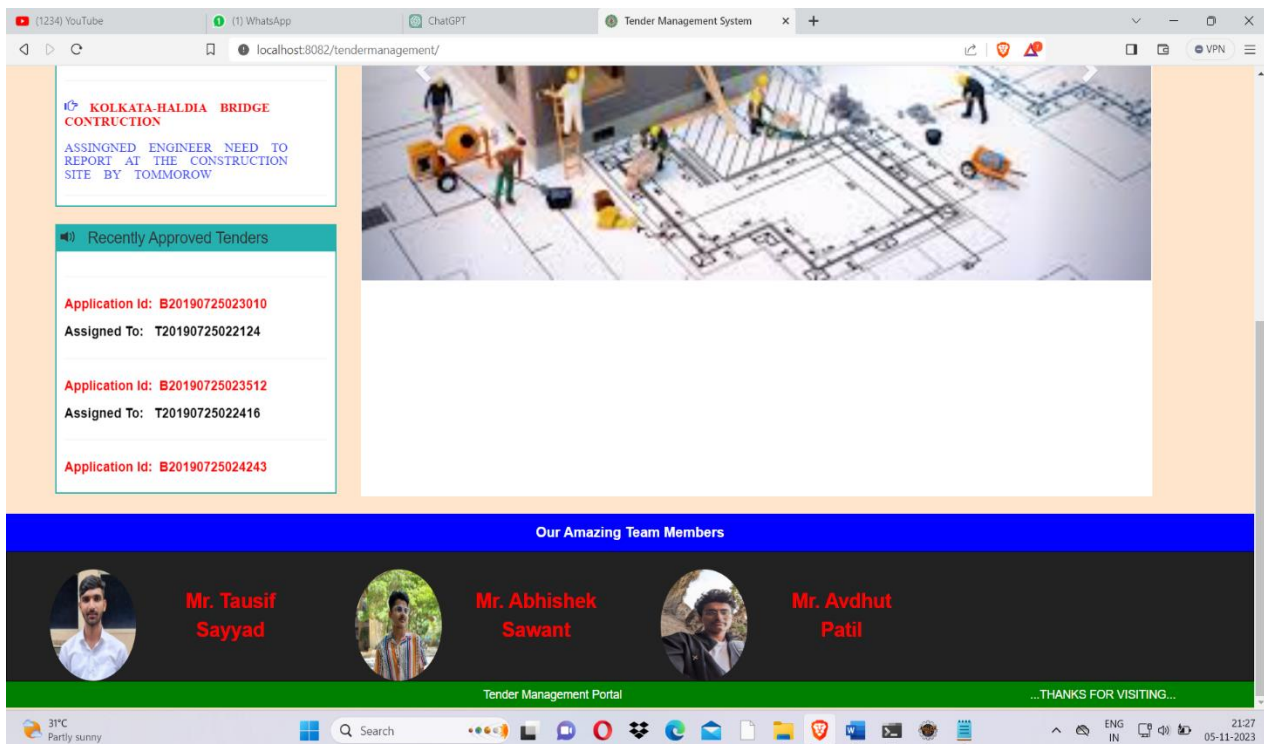 (1234) YouTube
(1) WhatsApp
ChatGPT
Tender Management System
localhost:8082/tendermanagement/
VPN
KOLKATA-HALDIA BRIDGE
CONTRUCTION
ASSINGNED ENGINEER NEED TO
REPORT AT THE CONSTRUCTION
SITE BY TOMMOROW
Recently Approved Tenders
Application Id: B20190725023010
Assigned To: T20190725022124
Application Id: B20190725023512
Assigned To: T20190725022416
Application Id: B20190725024243
Our Amazing Team Members
Mr. Tausif
Sayyad
Mr. Abhishek
Sawant
Mr. Avdhut
Patil
Tender Management Portal
...THANKS FOR VISITING...
31°C
Partly sunny
Search
ENG
IN
21:27
05-11-2023